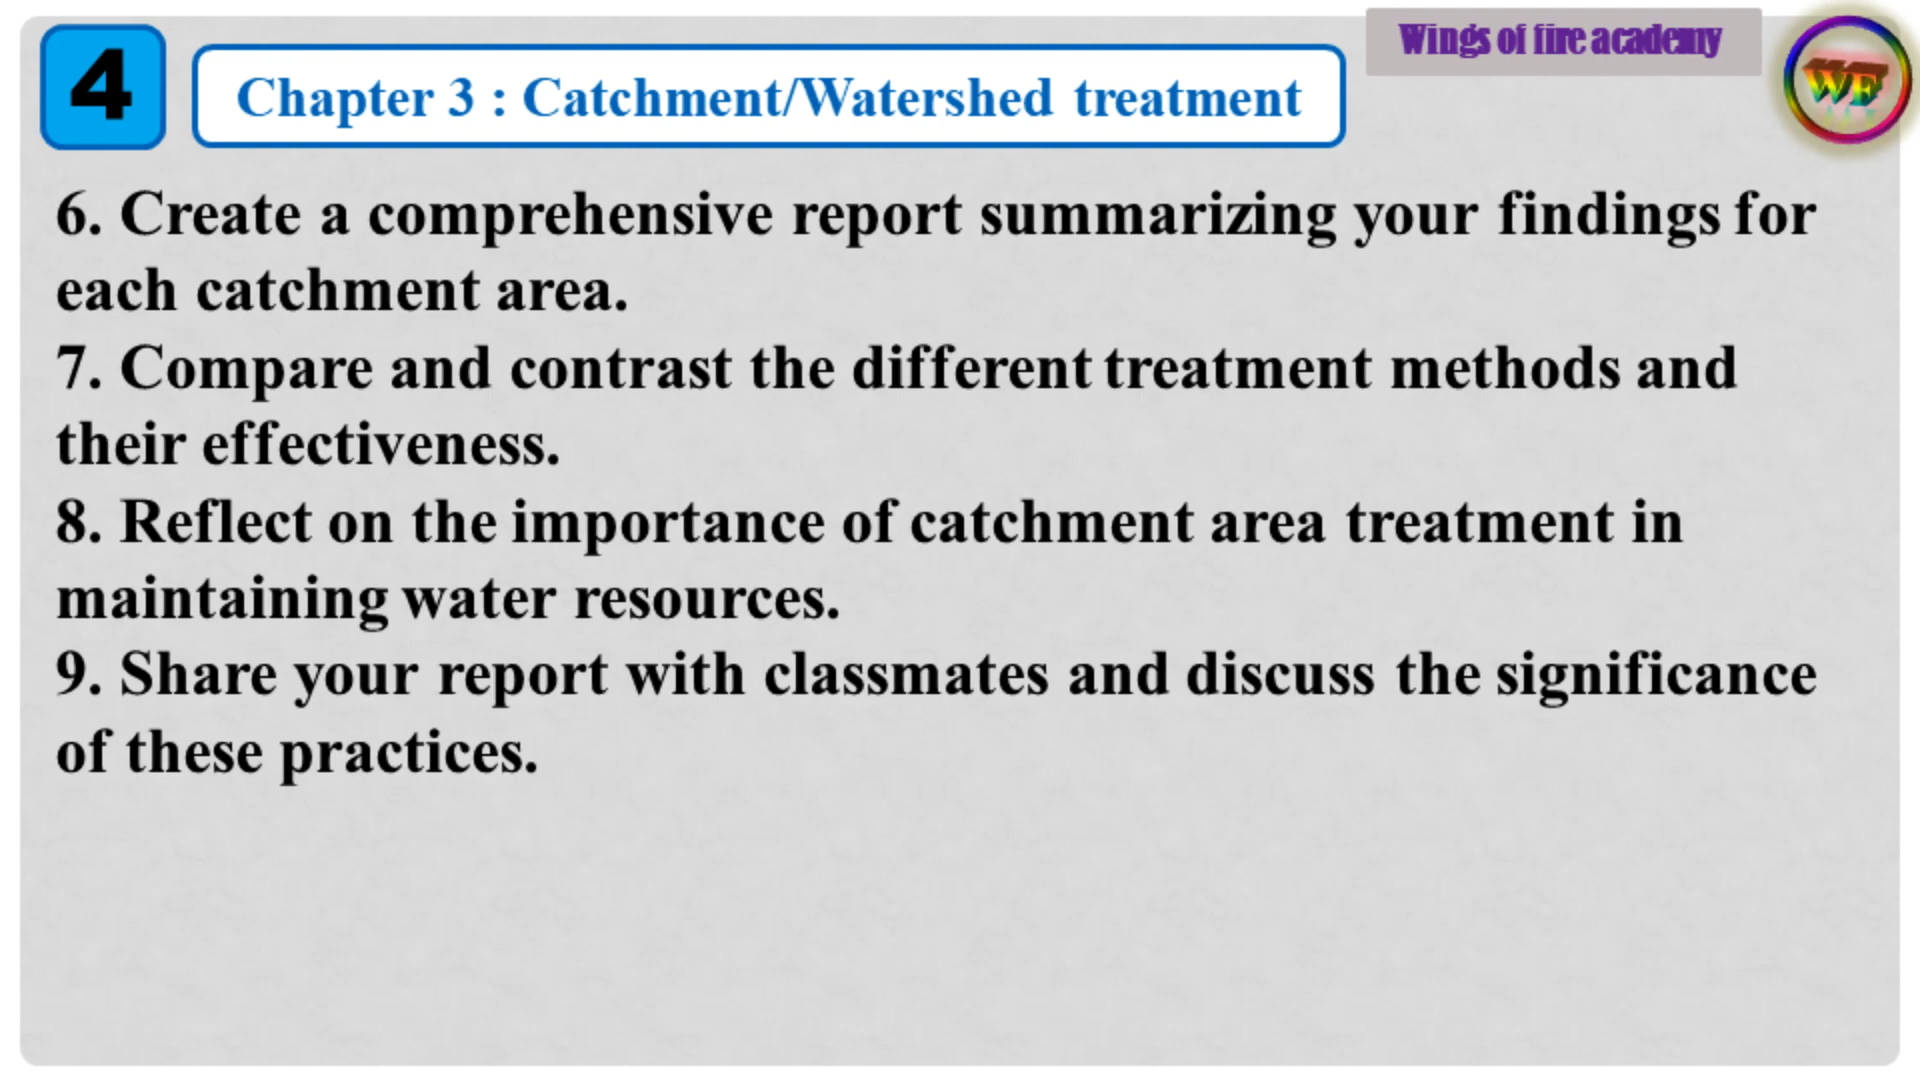 4
Chapter 3 : Catchment/Watershed treatment
Wings of fire academy
WF
6. Create a comprehensive report summarizing your findings for
each catchment area.
7. Compare and contrast the different treatment methods and
their effectiveness.
8. Reflect on the importance of catchment area treatment in
maintaining water resources.
9. Share your report with classmates and discuss the significance
of these practices.